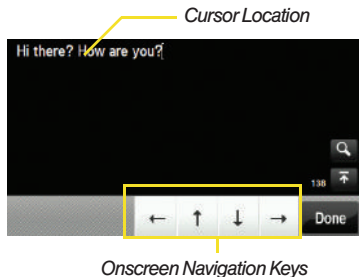 Cursor Location
Hi there? How are you?
138
← ↑ ↓ → Done
Onscreen Navigation Keys